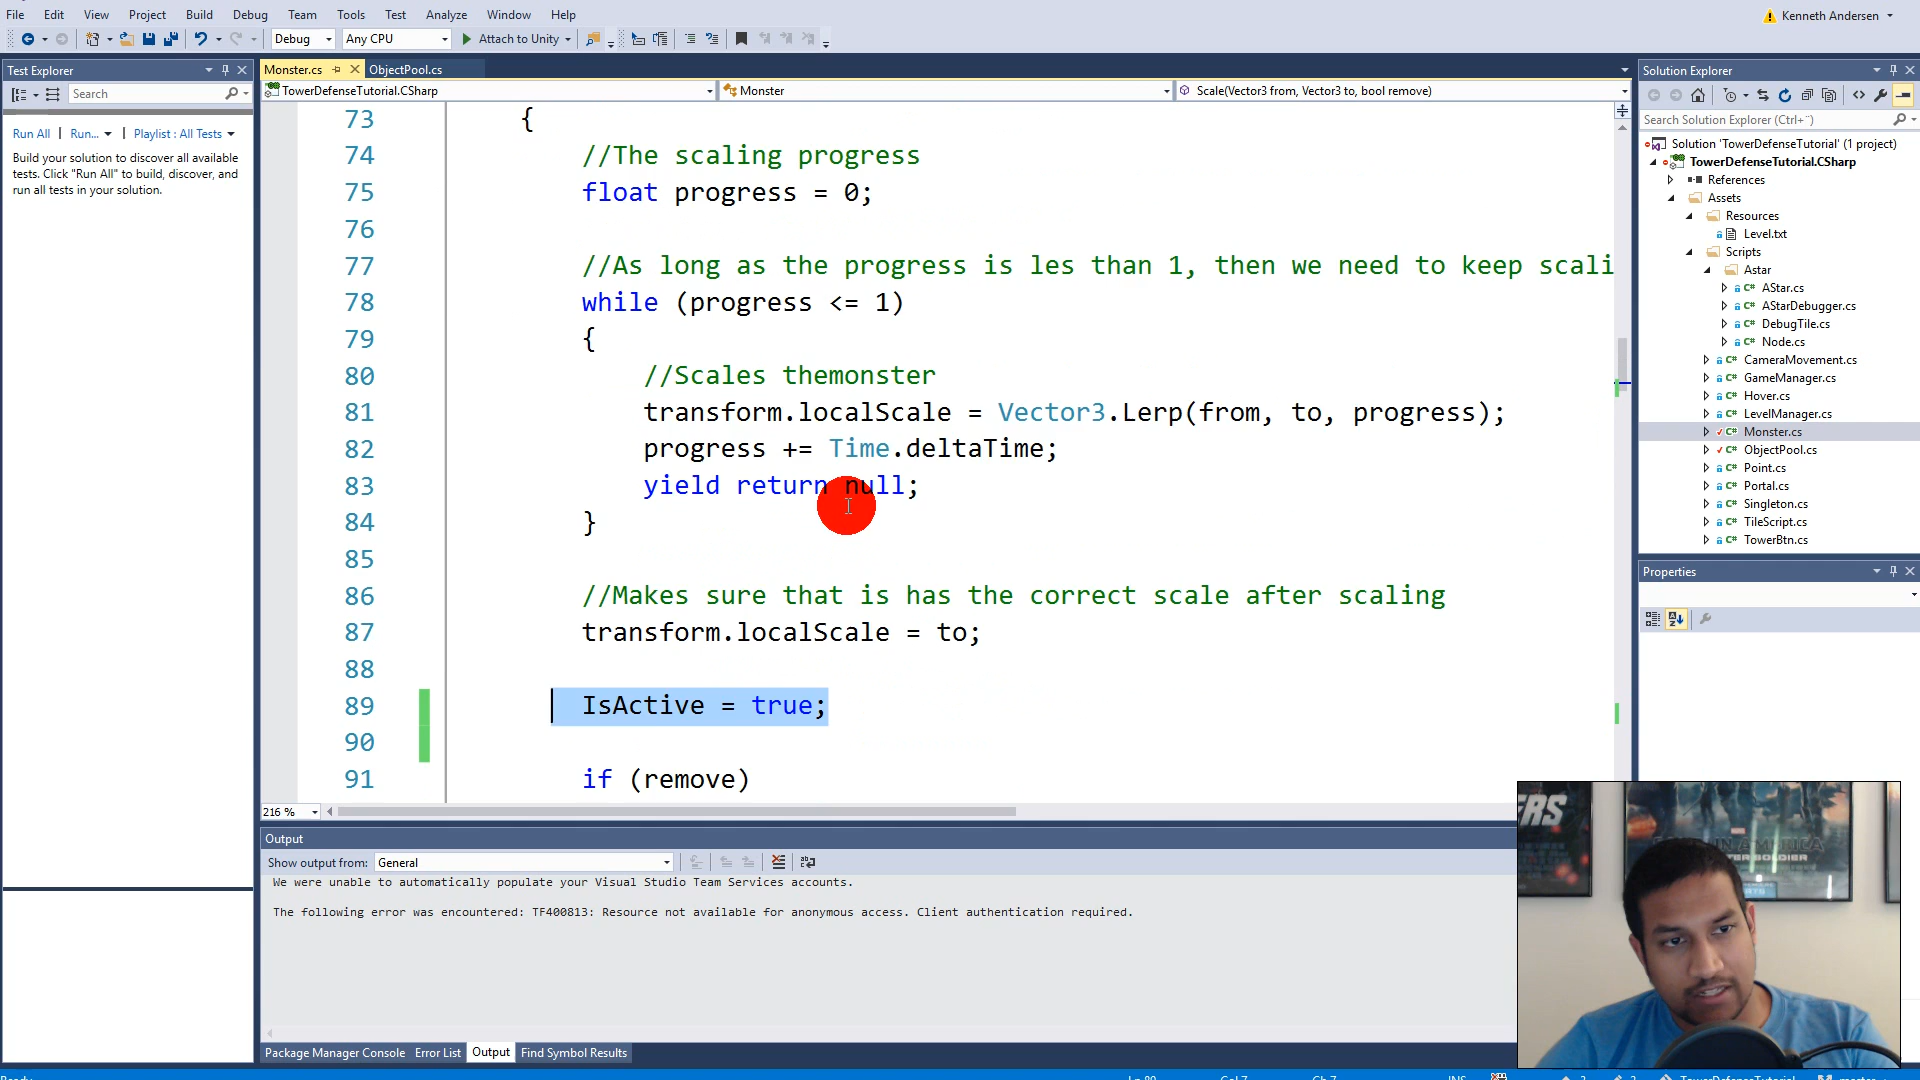 File Edit View Project Build Debug Team Tools Test Analyze Window Help
Kenneth Andersen
Debug Any CPU Attach to Unity
Test Explorer
Search
Run All | Run... | Playlist : All Tests
Build your solution to discover all available
tests. Click "Run All" to build, discover, and
run all tests in your solution.
Monster.cs ObjectPool.cs
TowerDefenseTutorial.CSharp Monster Scale(Vector3 from, Vector3 to, bool remove)
73 {
74 //The scaling progress
75 float progress = 0;
76
77 //As long as the progress is les than 1, then we need to keep scali
78 while (progress <= 1)
79 {
80 //Scales themonster
81 transform.localScale = Vector3.Lerp(from, to, progress);
82 progress += Time.deltaTime;
83 yield return null;
84 }
85
86 //Makes sure that is has the correct scale after scaling
87 transform.localScale = to;
88
89 IsActive = true;
90
91 if (remove)
216 %
Output
Show output from: General
We were unable to automatically populate your Visual Studio Team Services accounts.
The following error was encountered: TF400813: Resource not available for anonymous access. Client authentication required.
Package Manager Console Error List Output Find Symbol Results
Solution Explorer
Search Solution Explorer (Ctrl+¨)
Solution 'TowerDefenseTutorial' (1 project)
TowerDefenseTutorial.CSharp
References
Assets
Resources
Level.txt
Scripts
Astar
AStar.cs
AStarDebugger.cs
DebugTile.cs
Node.cs
CameraMovement.cs
GameManager.cs
Hover.cs
LevelManager.cs
Monster.cs
ObjectPool.cs
Point.cs
Portal.cs
Singleton.cs
TileScript.cs
TowerBtn.cs
Properties